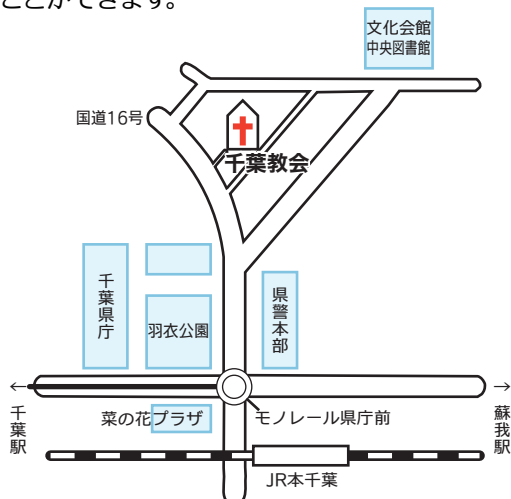 ことができます。
文化会館
中央図書館
国道16号
千葉教会
千葉県庁
羽衣公園
県警本部
←
千葉駅
→
蘇我駅
菜の花プラザ
モノレール県庁前
JR本千葉